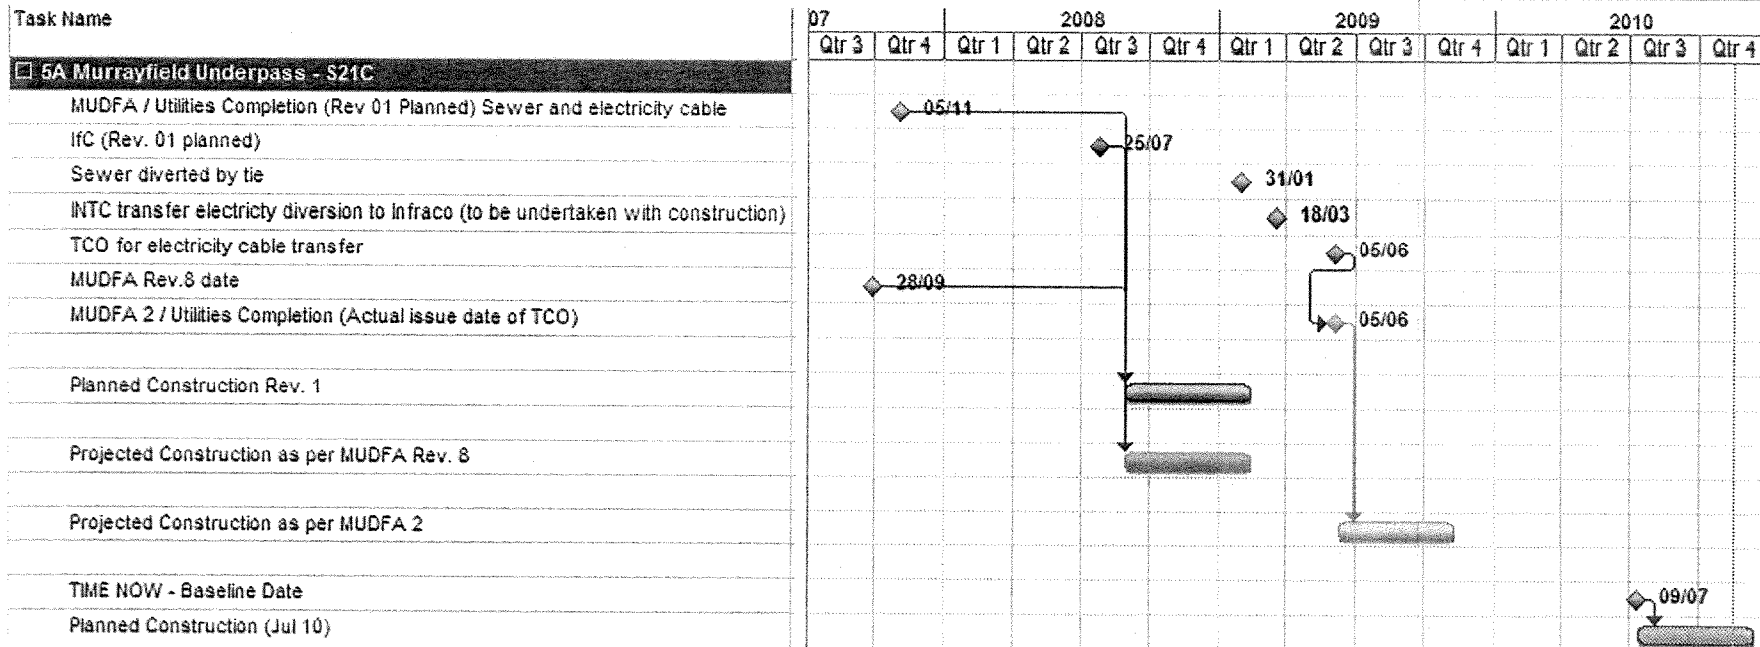 Task Name
07 2008 2009 2010
Qtr 3 Qtr 4 Qtr 1 Qtr 2 Qtr 3 Qtr 4 Qtr 1 Qtr 2 Qtr 3 Qtr 4 Qtr 1 Qtr 2 Qtr 3 Qtr 4
5A Murrayfield Underpass - S21C
MUDFA / Utilities Completion (Rev 01 Planned) Sewer and electricity cable 05/11
IfC (Rev. 01 planned) 25/07
Sewer diverted by tie 31/01
INTC transfer electricty diversion to Infraco (to be undertaken with construction) 18/03
TCO for electricity cable transfer 05/06
MUDFA Rev.8 date 28/09
MUDFA 2 / Utilities Completion (Actual issue date of TCO) 05/06
Planned Construction Rev. 1
Projected Construction as per MUDFA Rev. 8
Projected Construction as per MUDFA 2
TIME NOW - Baseline Date 09/07
Planned Construction (Jul 10)